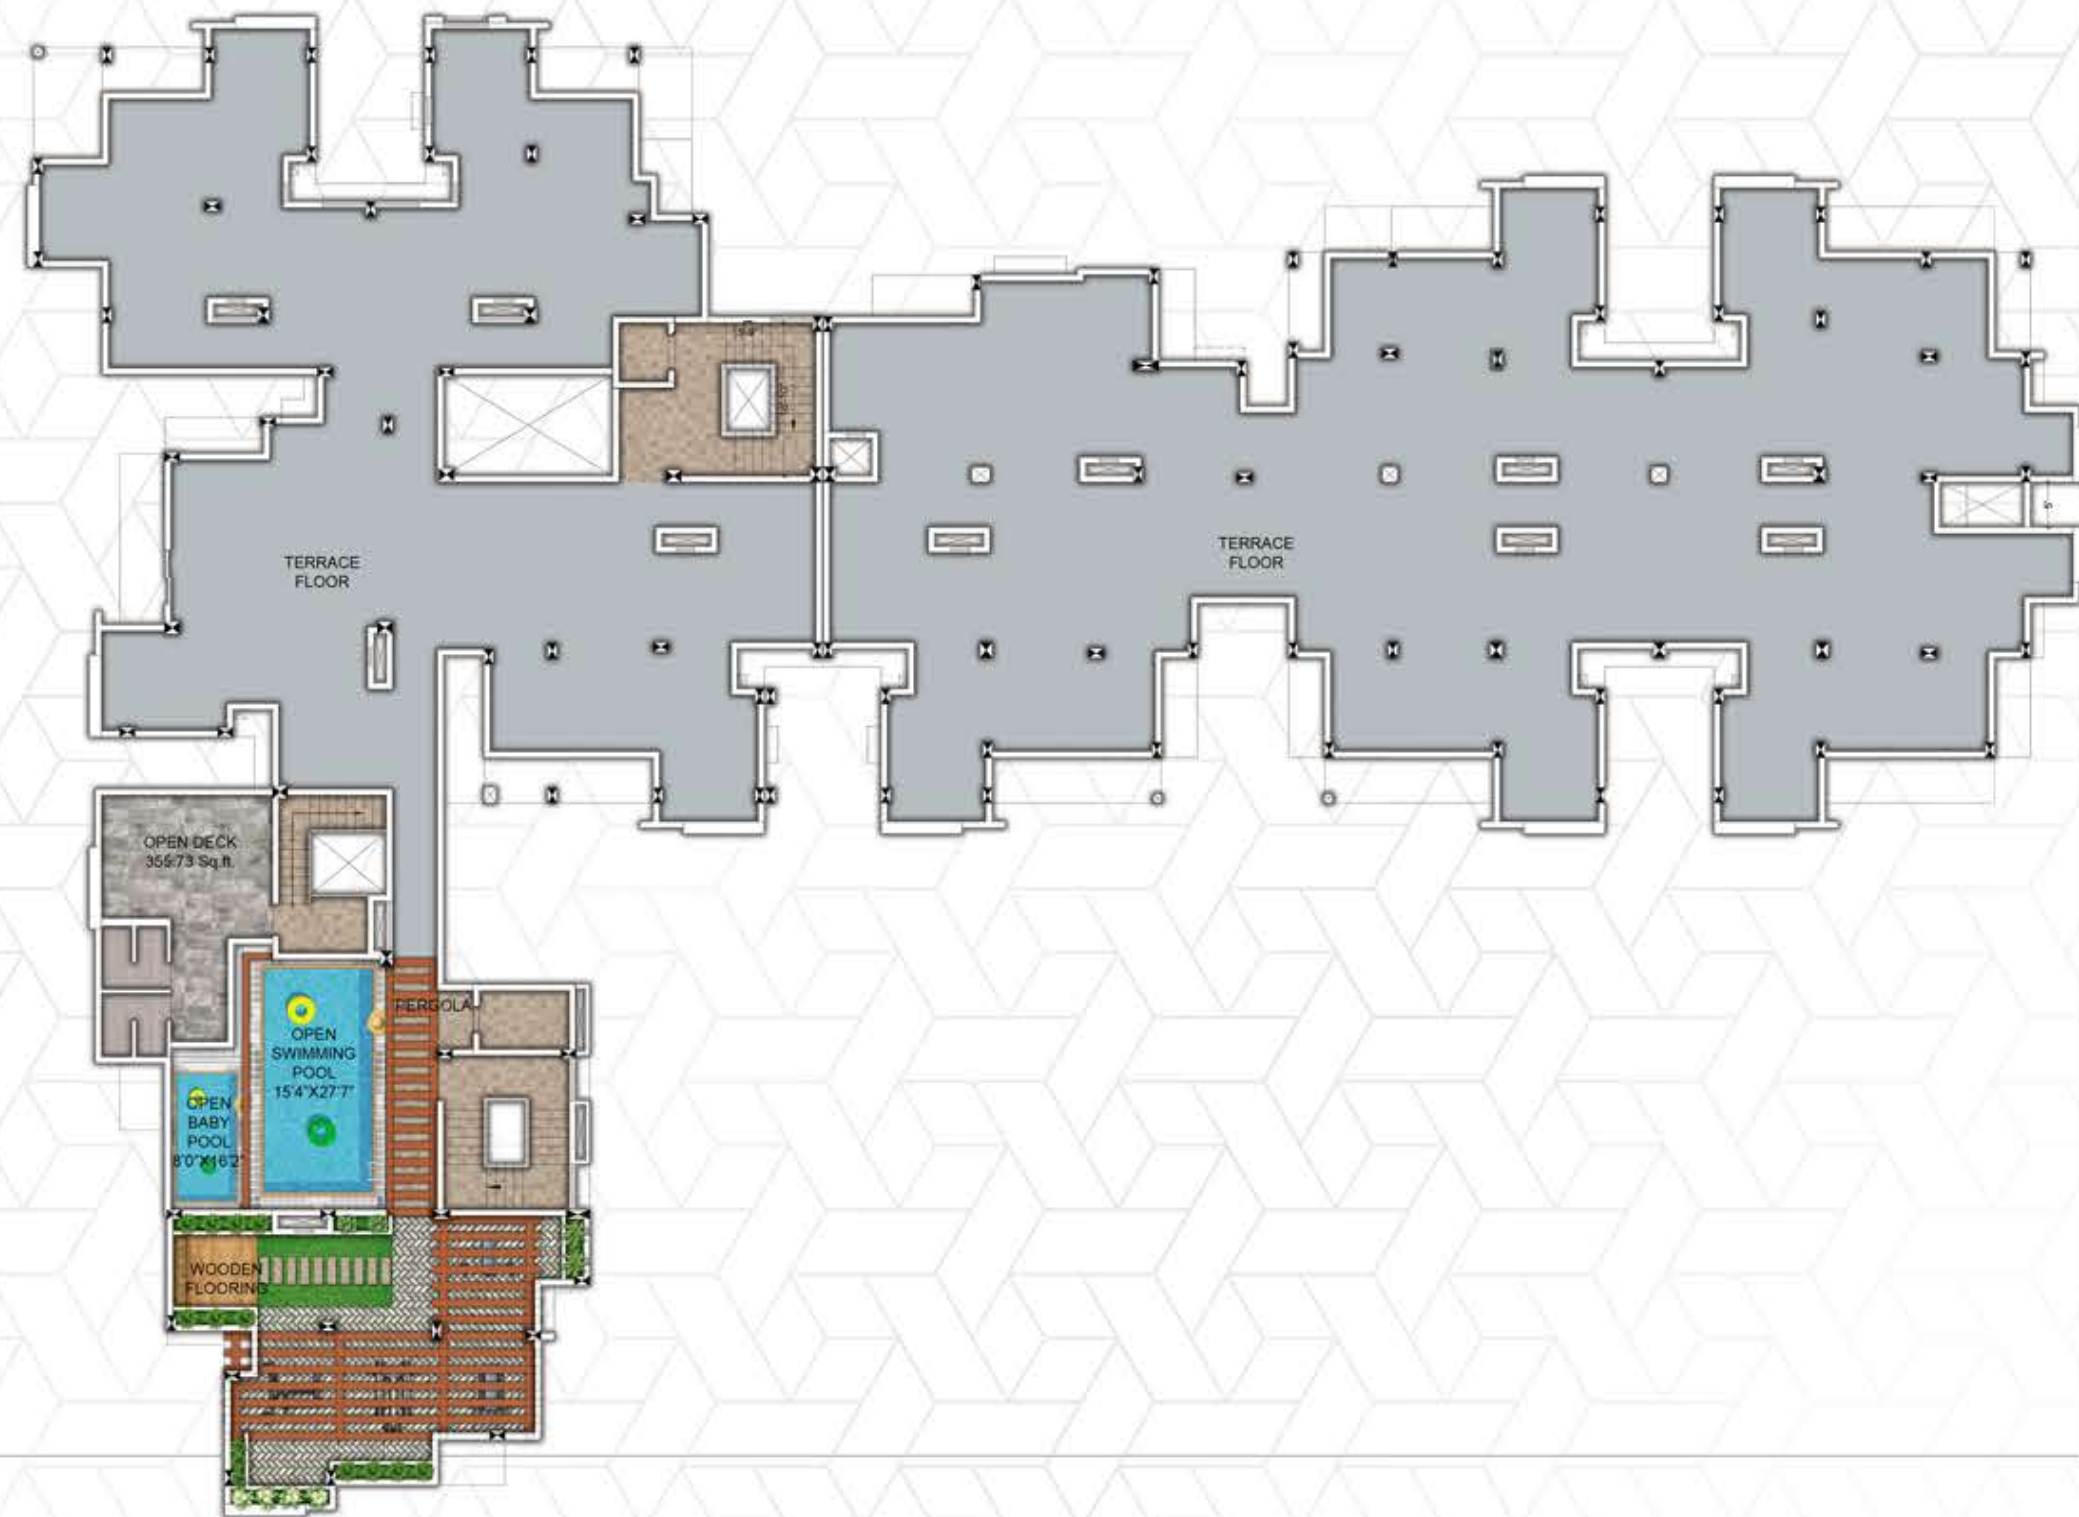 TERRACE
FLOOR
TERRACE
FLOOR
OPEN DECK
355.73 Sq.ft.
PERGOLA
OPEN
SWIMMING
POOL
15'4"X27'7"
OPEN
BABY
POOL
8'0"X16'2"
WOODEN
FLOORING